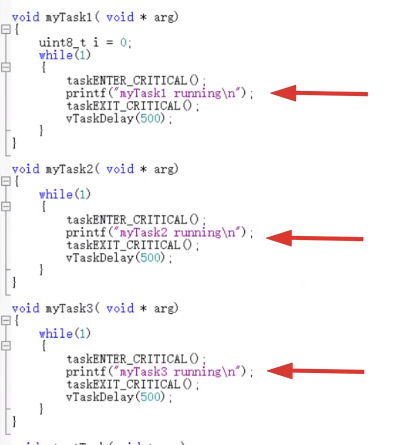 void myTask1( void * arg)
{
uint8_t i = 0;
while(1)
{
taskENTER_CRITICAL();
printf("myTask1 running\n");
taskEXIT_CRITICAL();
vTaskDelay(500);
}
}
void myTask2( void * arg)
{
while(1)
{
taskENTER_CRITICAL();
printf("myTask2 running\n");
taskEXIT_CRITICAL();
vTaskDelay(500);
}
}
void myTask3( void * arg)
{
while(1)
{
taskENTER_CRITICAL();
printf("myTask3 running\n");
taskEXIT_CRITICAL();
vTaskDelay(500);
}
}